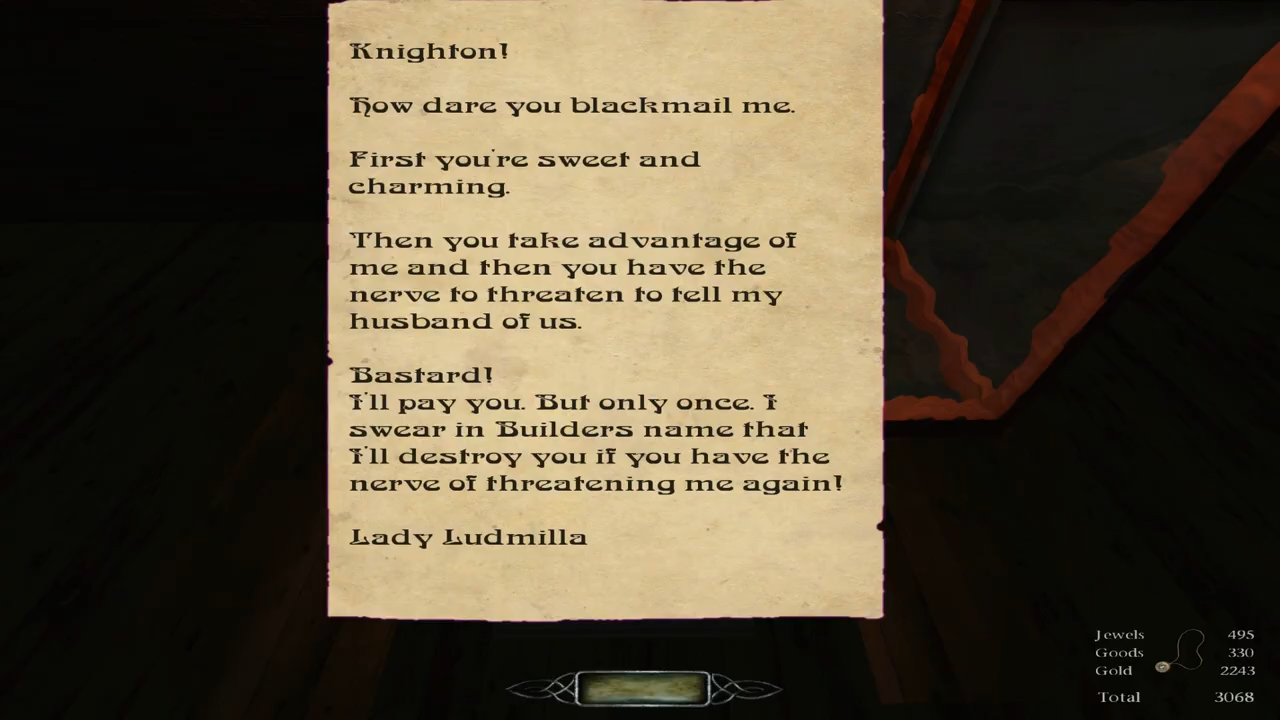 Knighton!
How dare you blackmail me.
First you're sweet and
charming.
Then you take advantage of
me and then you have the
nerve to threaten to tell my
husband of us.
Bastard!
I'll pay you. But only once. I
swear in Builders name that
I'll destroy you if you have the
nerve of threatening me again!
Lady Ludmilla
Jewels 495
Goods 330
Gold 2243
Total 3068